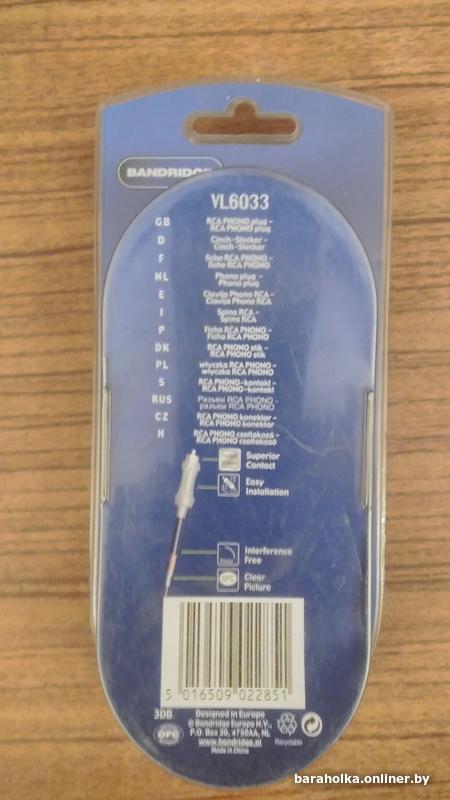 BANDRIDGE
VL6033
GB RCA PHONO plug -
RCA PHONO plug
D Cinch-Stecker -
Cinch-Stecker
F fiche RCA PHONO -
fiche RCA PHONO
NL Phono plug -
Phono plug
E Clavija Phono RCA -
Clavija Phono RCA
I Spina RCA -
Spina RCA
P Ficha RCA PHONO -
Ficha RCA PHONO
DK RCA PHONO stik -
RCA PHONO stik
PL wtyczka RCA PHONO -
wtyczka RCA PHONO
S RCA PHONO-kontakt -
RCA PHONO-kontakt
RUS Разъем RCA PHONO -
разъем RCA PHONO
CZ RCA PHONO konektor -
RCA PHONO konektor
H RCA PHONO csatlakozó -
RCA PHONO csatlakozó
Superior
Contact
Easy
Installation
Interference
Free
OFC Clear
Picture
5 016509 022851
3DB
Designed in Europe
© Bandridge Europe N.V.,
P.O. Box 30, 4750AA, NL
www.bandridge.nl
Made in China
OFC
Recyclable
baraholka.onliner.by